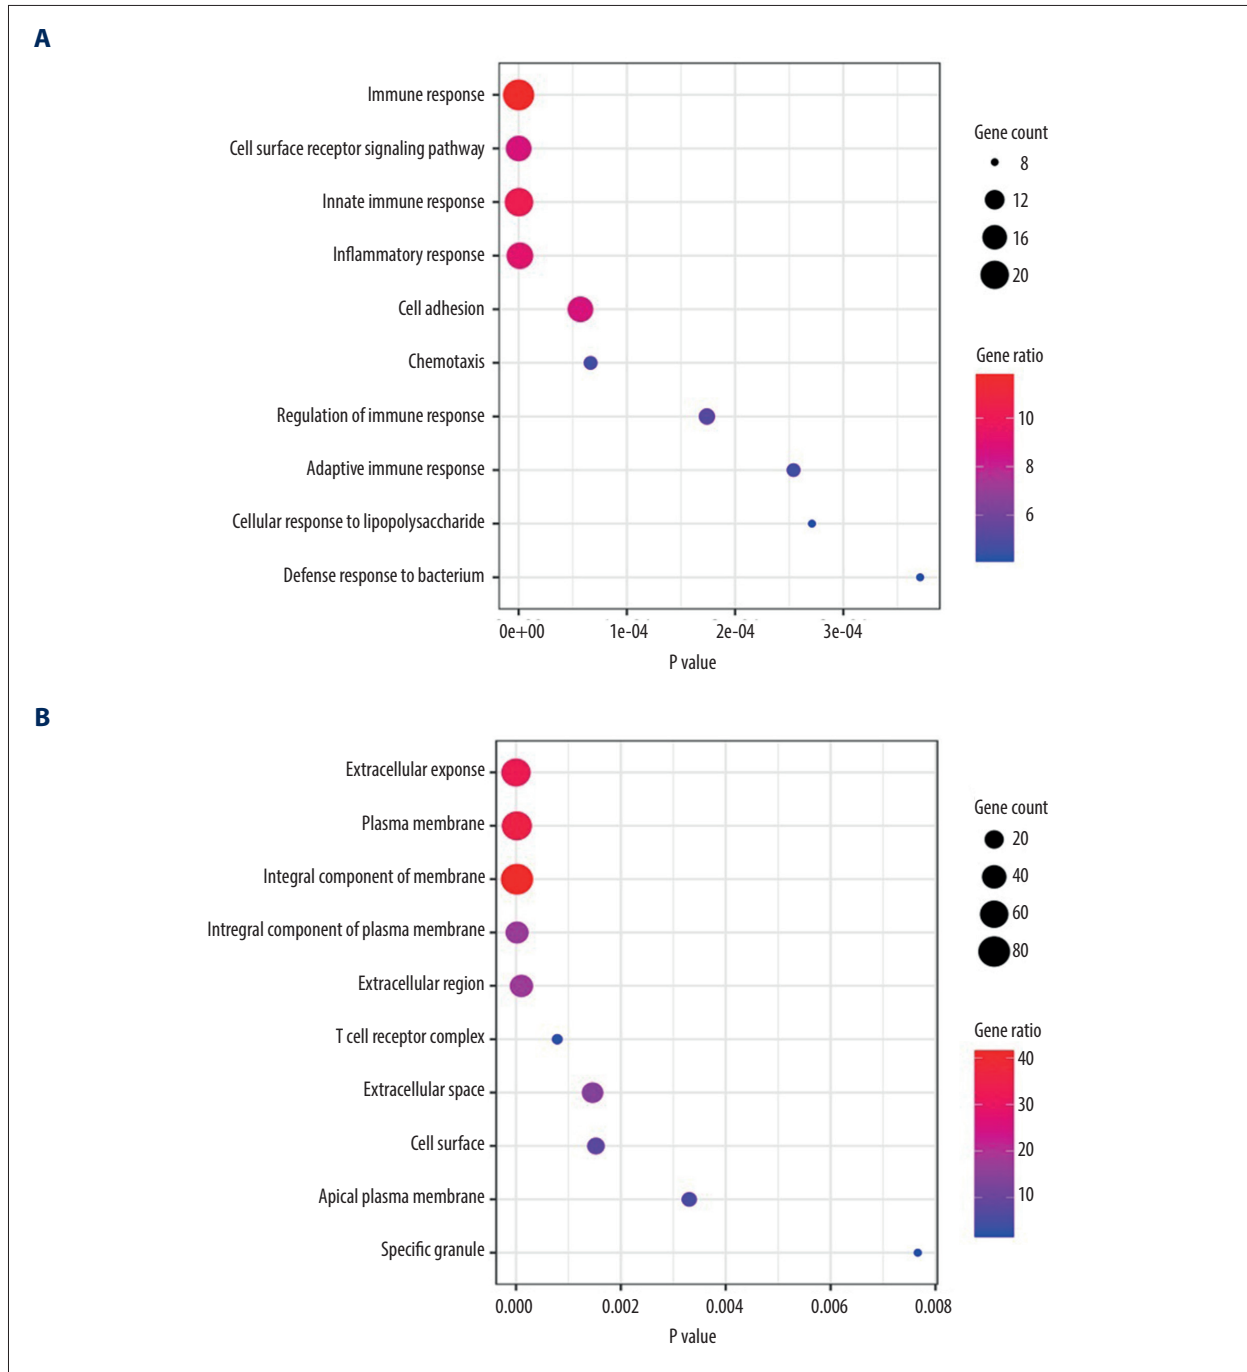 A
Immune response
Cell surface receptor signaling pathway
Innate immune response
Inflammatory response
Cell adhesion
Chemotaxis
Regulation of immune response
Adaptive immune response
Cellular response to lipopolysaccharide
Defense response to bacterium
0e+00 1e-04 2e-04 3e-04
P value
Gene count
8
12
16
20
Gene ratio
10
8
6
B
Extracellular exponse
Plasma membrane
Integral component of membrane
Intregral component of plasma membrane
Extracellular region
T cell receptor complex
Extracellular space
Cell surface
Apical plasma membrane
Specific granule
0.000 0.002 0.004 0.006 0.008
P value
Gene count
20
40
60
80
Gene ratio
40
30
20
10